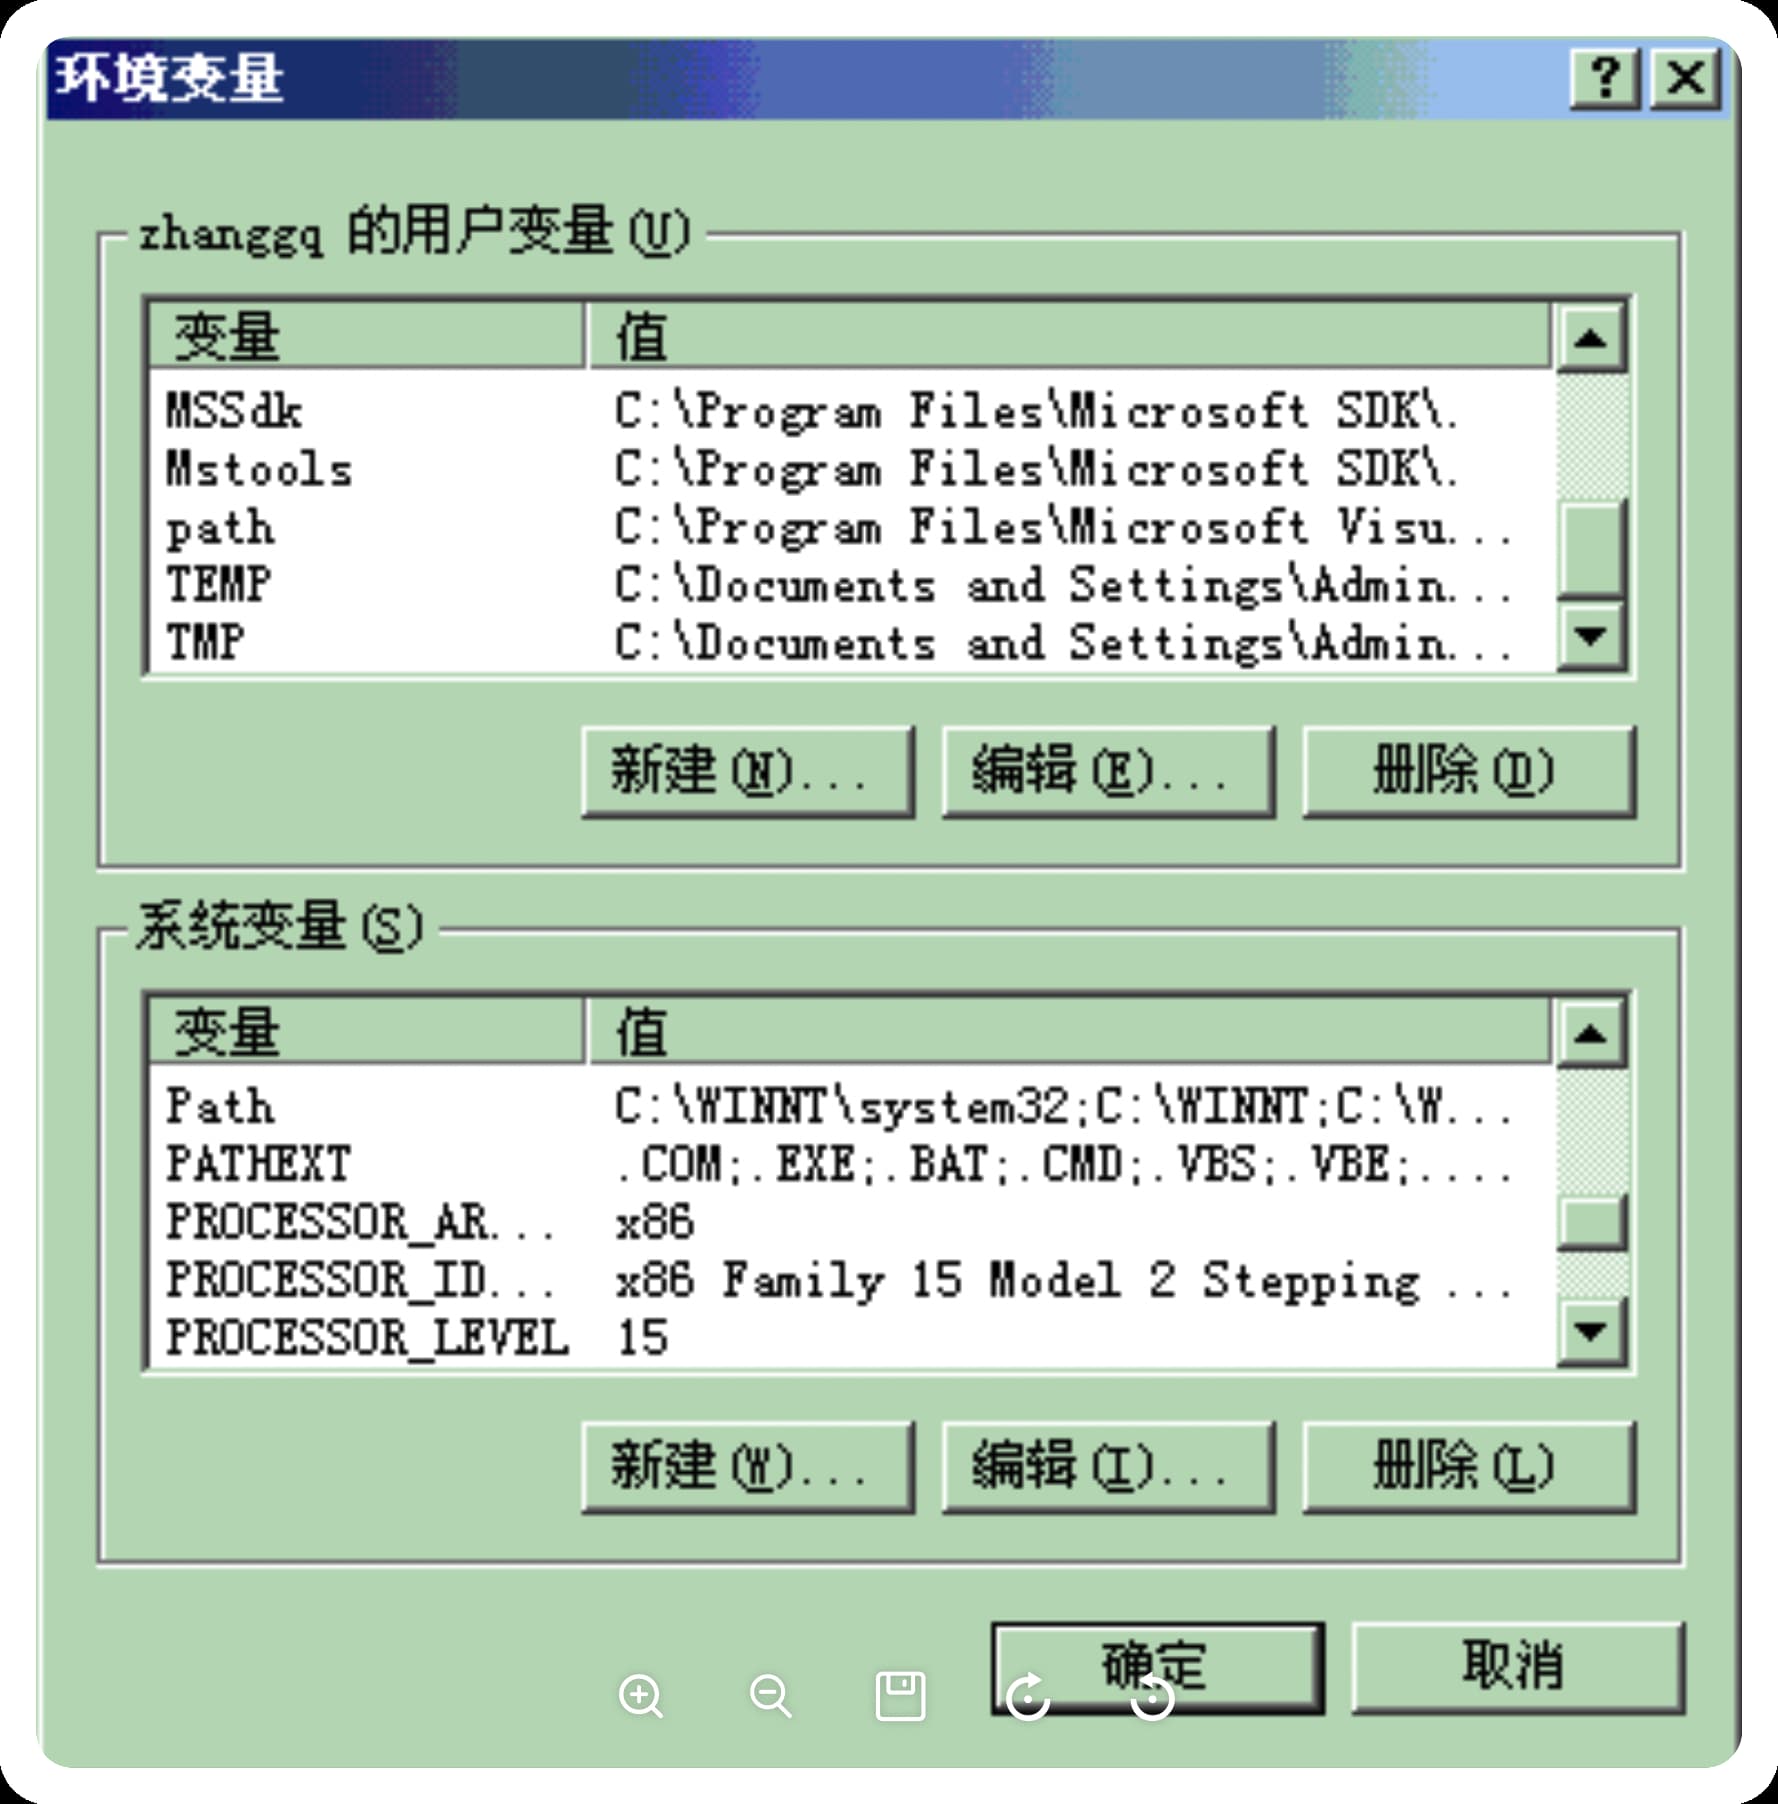 环境变量
zhanggq 的用户变量(U)
变量 值
MSSdk C:\Program Files\Microsoft SDK\.
Mstools C:\Program Files\Microsoft SDK\.
path C:\Program Files\Microsoft Visu...
TEMP C:\Documents and Settings\Admin...
TMP C:\Documents and Settings\Admin...
新建(N)... 编辑(E)... 删除(D)
系统变量(S)
变量 值
Path C:\WINNT\system32;C:\WINNT;C:\W...
PATHEXT .COM;.EXE;.BAT;.CMD;.VBS;.VBE;....
PROCESSOR_AR... x86
PROCESSOR_ID... x86 Family 15 Model 2 Stepping ...
PROCESSOR_LEVEL 15
新建(W)... 编辑(I)... 删除(L)
确定 取消